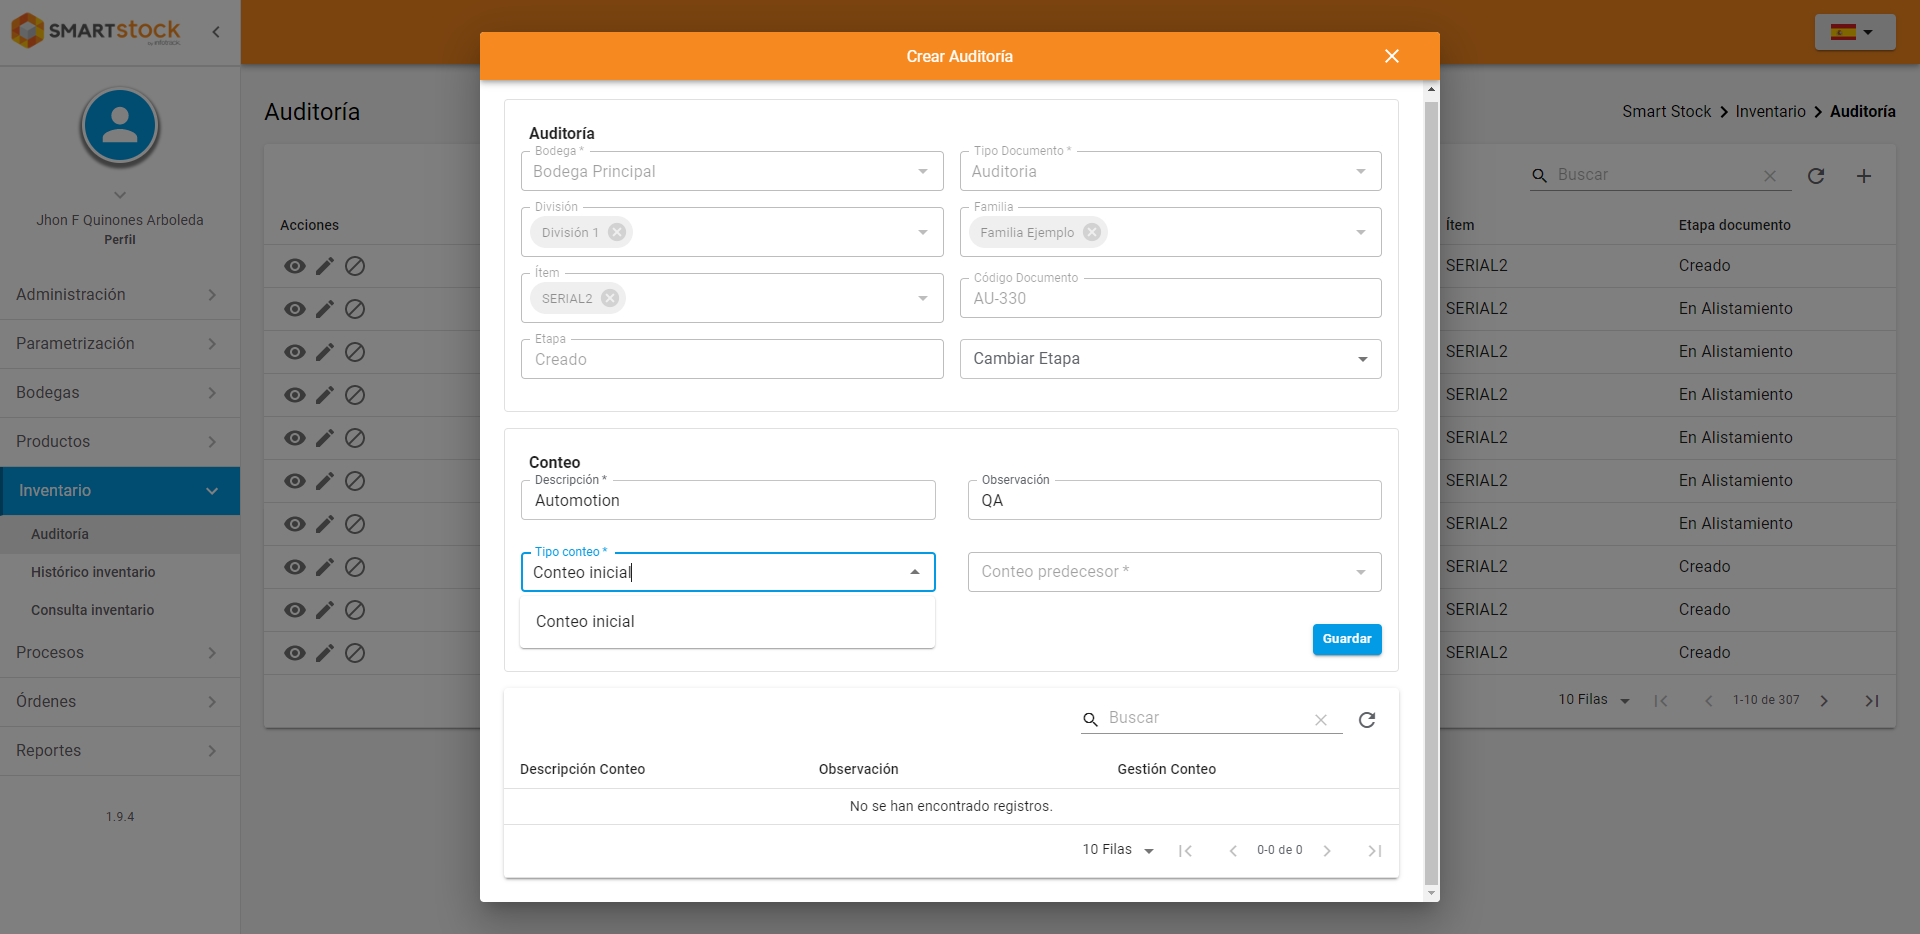 SMARTSTOCK
by infotrack
Jhon F Quinones Arboleda
Perfil
Administración
Parametrización
Bodegas
Productos
Inventario
Auditoría
Histórico inventario
Consulta inventario
Procesos
Órdenes
Reportes
1.9.4
Auditoría
Smart Stock > Inventario > Auditoría
Buscar
Acciones
Ítem
Etapa documento
SERIAL2 Creado
SERIAL2 En Alistamiento
SERIAL2 En Alistamiento
SERIAL2 En Alistamiento
SERIAL2 En Alistamiento
SERIAL2 En Alistamiento
SERIAL2 En Alistamiento
SERIAL2 Creado
SERIAL2 Creado
SERIAL2 Creado
10 Filas
1-10 de 307
Crear Auditoría
Auditoría
Bodega *
Bodega Principal
Tipo Documento *
Auditoria
División
División 1
Familia
Familia Ejemplo
Ítem
SERIAL2
Código Documento
AU-330
Etapa
Creado
Cambiar Etapa
Conteo
Descripción *
Automotion
Observación
QA
Tipo conteo *
Conteo inicial
Conteo predecesor *
Conteo inicial
Guardar
Buscar
Descripción Conteo Observación Gestión Conteo
No se han encontrado registros.
10 Filas
0-0 de 0